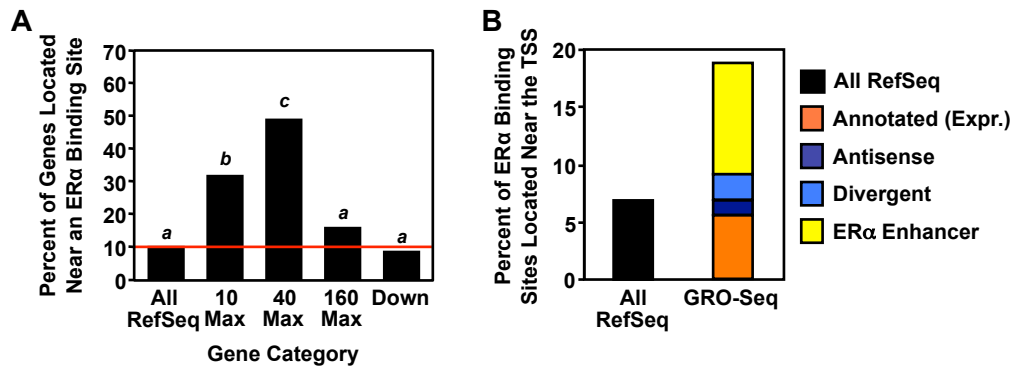 A
Percent of Genes Located
Near an ERα Binding Site
70
60
50
40
30
20
10
0
a
b
c
a
a
All
RefSeq
10
Max
40
Max
160
Max
Down
Gene Category
B
Percent of ERα Binding
Sites Located Near the TSS
20
15
10
5
0
All
RefSeq
GRO-Seq
All RefSeq
Annotated (Expr.)
Antisense
Divergent
ERα Enhancer